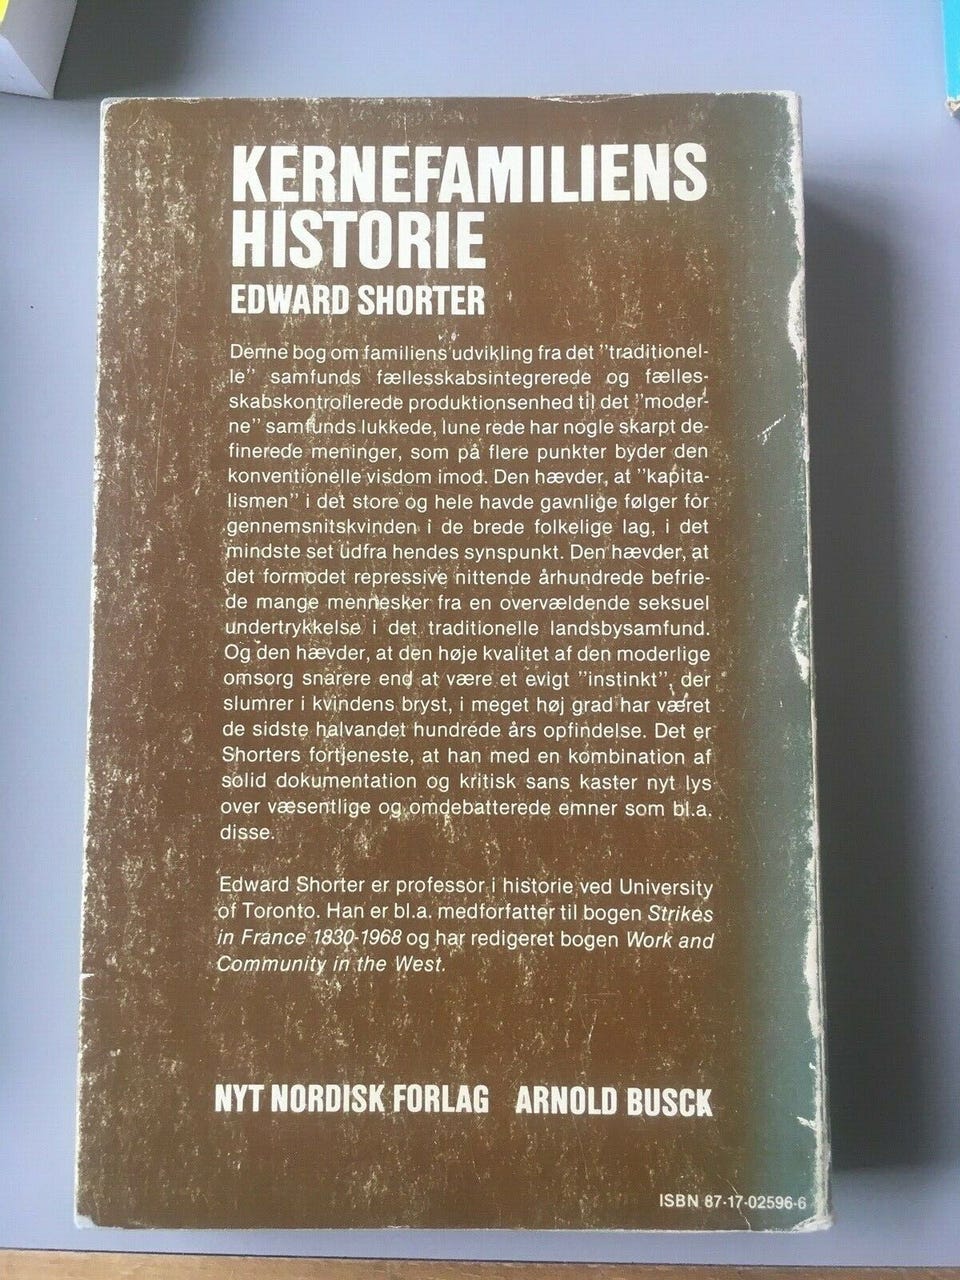 KERNEFAMILIENS
HISTORIE
EDWARD SHORTER
Denne bog om familiens udvikling fra det "traditionel-
le" samfunds fællesskabsintegrerede og fælles-
skabskontrollerede produktionsenhed til det "moder-
ne" samfunds lukkede, lune rede har nogle skarpt de-
finerede meninger, som på flere punkter byder den
konventionelle visdom imod. Den hævder, at "kapita-
lismen" i det store og hele havde gavnlige følger for
gennemsnitskvinden i de brede folkelige lag, i det
mindste set udfra hendes synspunkt. Den hævder, at
det formodet repressive nittende århundrede befrie-
de mange mennesker fra en overvældende seksuel
undertrykkelse i det traditionelle landsbysamfund.
Og den hævder, at den høje kvalitet af den moderlige
omsorg snarere end at være et evigt "instinkt", der
slumrer i kvindens bryst, i meget høj grad har været
de sidste halvandet hundrede års opfindelse. Det er
Shorters fortjeneste, at han med en kombination af
solid dokumentation og kritisk sans kaster nyt lys
over væsentlige og omdebatterede emner som bl.a.
disse.
Edward Shorter er professor i historie ved University
of Toronto. Han er bl.a. medforfatter til bogen Strikes
in France 1830-1968 og har redigeret bogen Work and
Community in the West.
NYT NORDISK FORLAG ARNOLD BUSCK
ISBN 87-17-02596-6